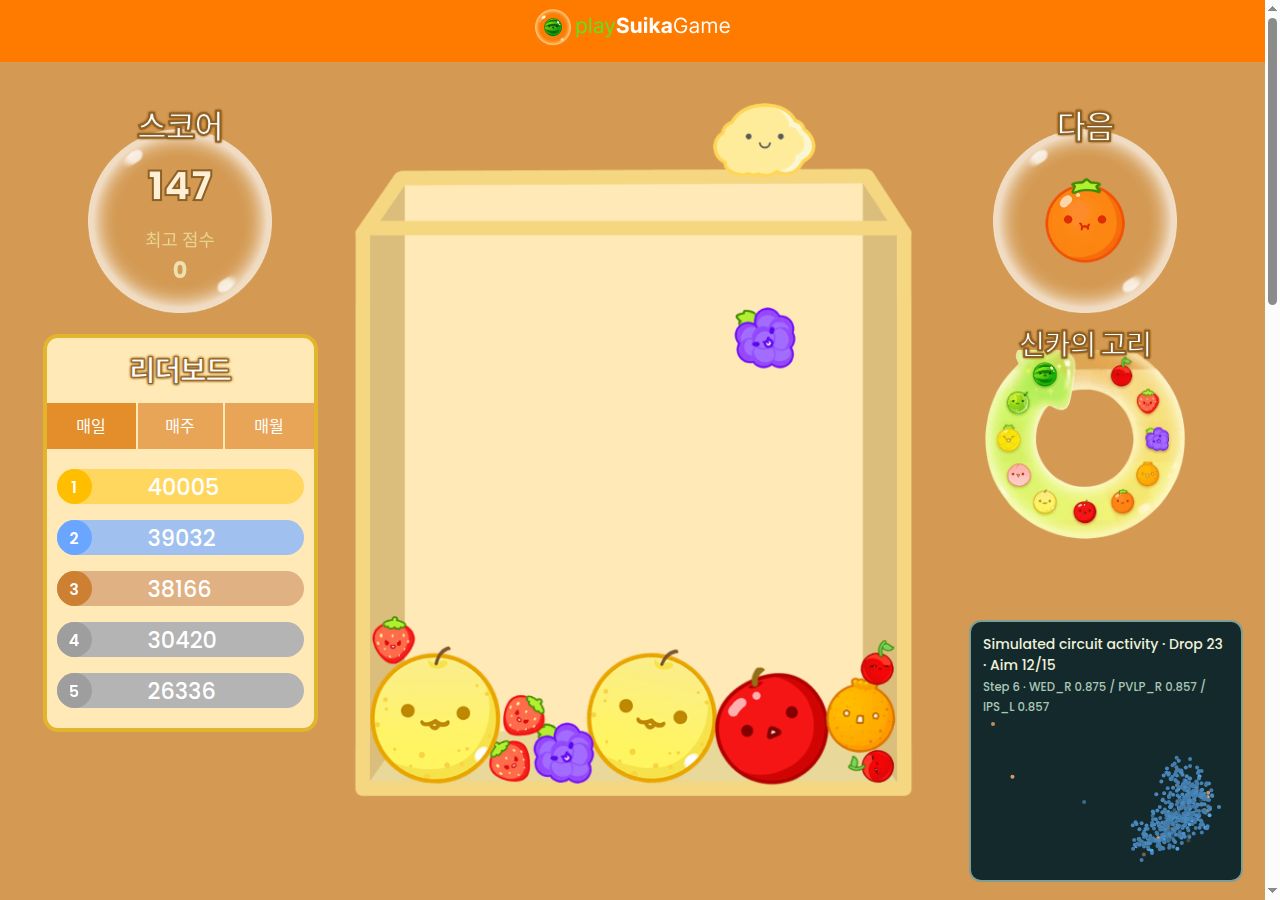 playSuikaGame
스코어
147
최고 점수
0
리더보드
매일 매주 매월
1 40005
2 39032
3 38166
4 30420
5 26336
다음
신카의 고리
Simulated circuit activity · Drop 23
· Aim 12/15
Step 6 · WED_R 0.875 / PVLP_R 0.857 /
IPS_L 0.857